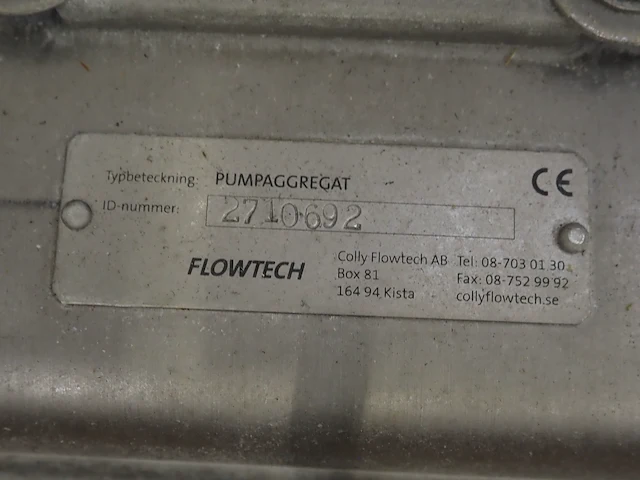 Typbeteckning: PUMPAGGREGAT
CE
ID-nummer: 2710692
FLOWTECH
Colly Flowtech AB Tel: 08-703 01 30
Box 81 Fax: 08-752 99 92
164 94 Kista collyflowtech.se